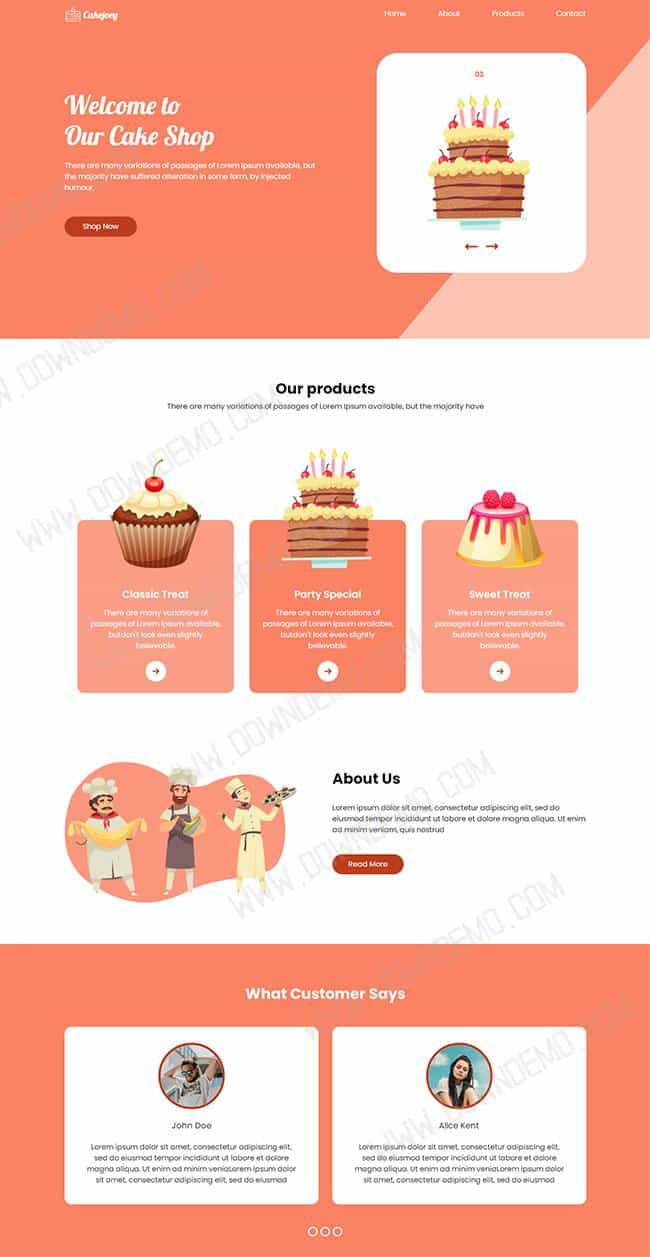 Cakejoey
Home About Products Contact
03
Welcome to
Our Cake Shop
There are many variations of passages of Lorem Ipsum available, but
the majority have suffered alteration in some form, by injected
humour,
Shop Now
Our products
There are many variations of passages of Lorem Ipsum available, but the majority have
Classic Treat
There are many variations of
passages of Lorem Ipsum available,
butdon't look even slightly
believable.
Party Special
There are many variations of
passages of Lorem Ipsum available,
butdon't look even slightly
believable.
Sweet Treat
There are many variations of
passages of Lorem Ipsum available,
butdon't look even slightly
believable.
About Us
Lorem ipsum dolor sit amet, consectetur adipiscing elit, sed do
eiusmod tempor incididunt ut labore et dolore magna aliqua. Ut enim
ad minim veniam, quis nostrud
Read More
What Customer Says
John Doe
Lorem ipsum dolor sit amet, consectetur adipiscing elit,
sed do eiusmod tempor incididunt ut labore et dolore
magna aliqua. Ut enim ad minim veniaLorem ipsum dolor
sit amet, consectetur adipiscing elit, sed do eiusmod
Alice Kent
Lorem ipsum dolor sit amet, consectetur adipiscing elit,
sed do eiusmod tempor incididunt ut labore et dolore
magna aliqua. Ut enim ad minim veniaLorem ipsum dolor
sit amet, consectetur adipiscing elit, sed do eiusmod
WWW.DOWNDEMO.COM